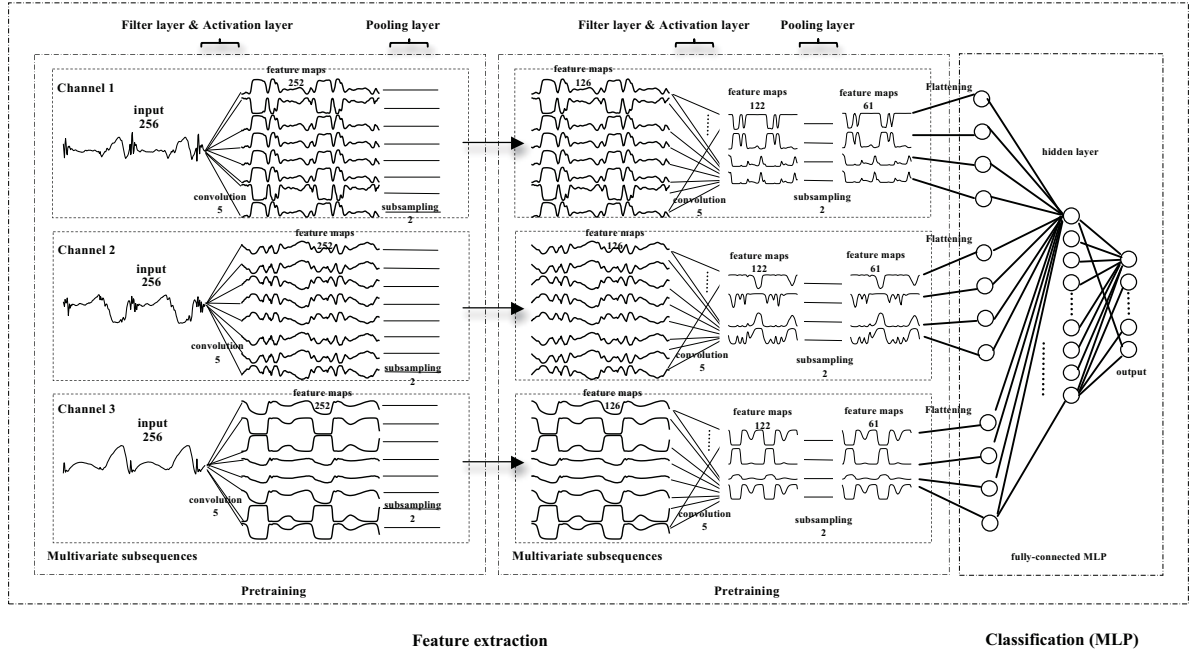 Filter layer & Activation layer
Pooling layer
Filter layer & Activation layer
Pooling layer
Channel 1
input
256
feature maps
252
convolution
5
subsampling
2
feature maps
126
convolution
5
feature maps
122
feature maps
61
subsampling
2
Flattening
Channel 2
input
256
feature maps
252
convolution
5
subsampling
2
feature maps
126
convolution
5
feature maps
122
feature maps
61
subsampling
2
Flattening
Channel 3
input
256
feature maps
252
convolution
5
subsampling
2
feature maps
126
convolution
5
feature maps
122
feature maps
61
subsampling
2
Flattening
hidden layer
output
fully-connected MLP
Multivariate subsequences
Multivariate subsequences
Pretraining
Pretraining
Feature extraction
Classification (MLP)